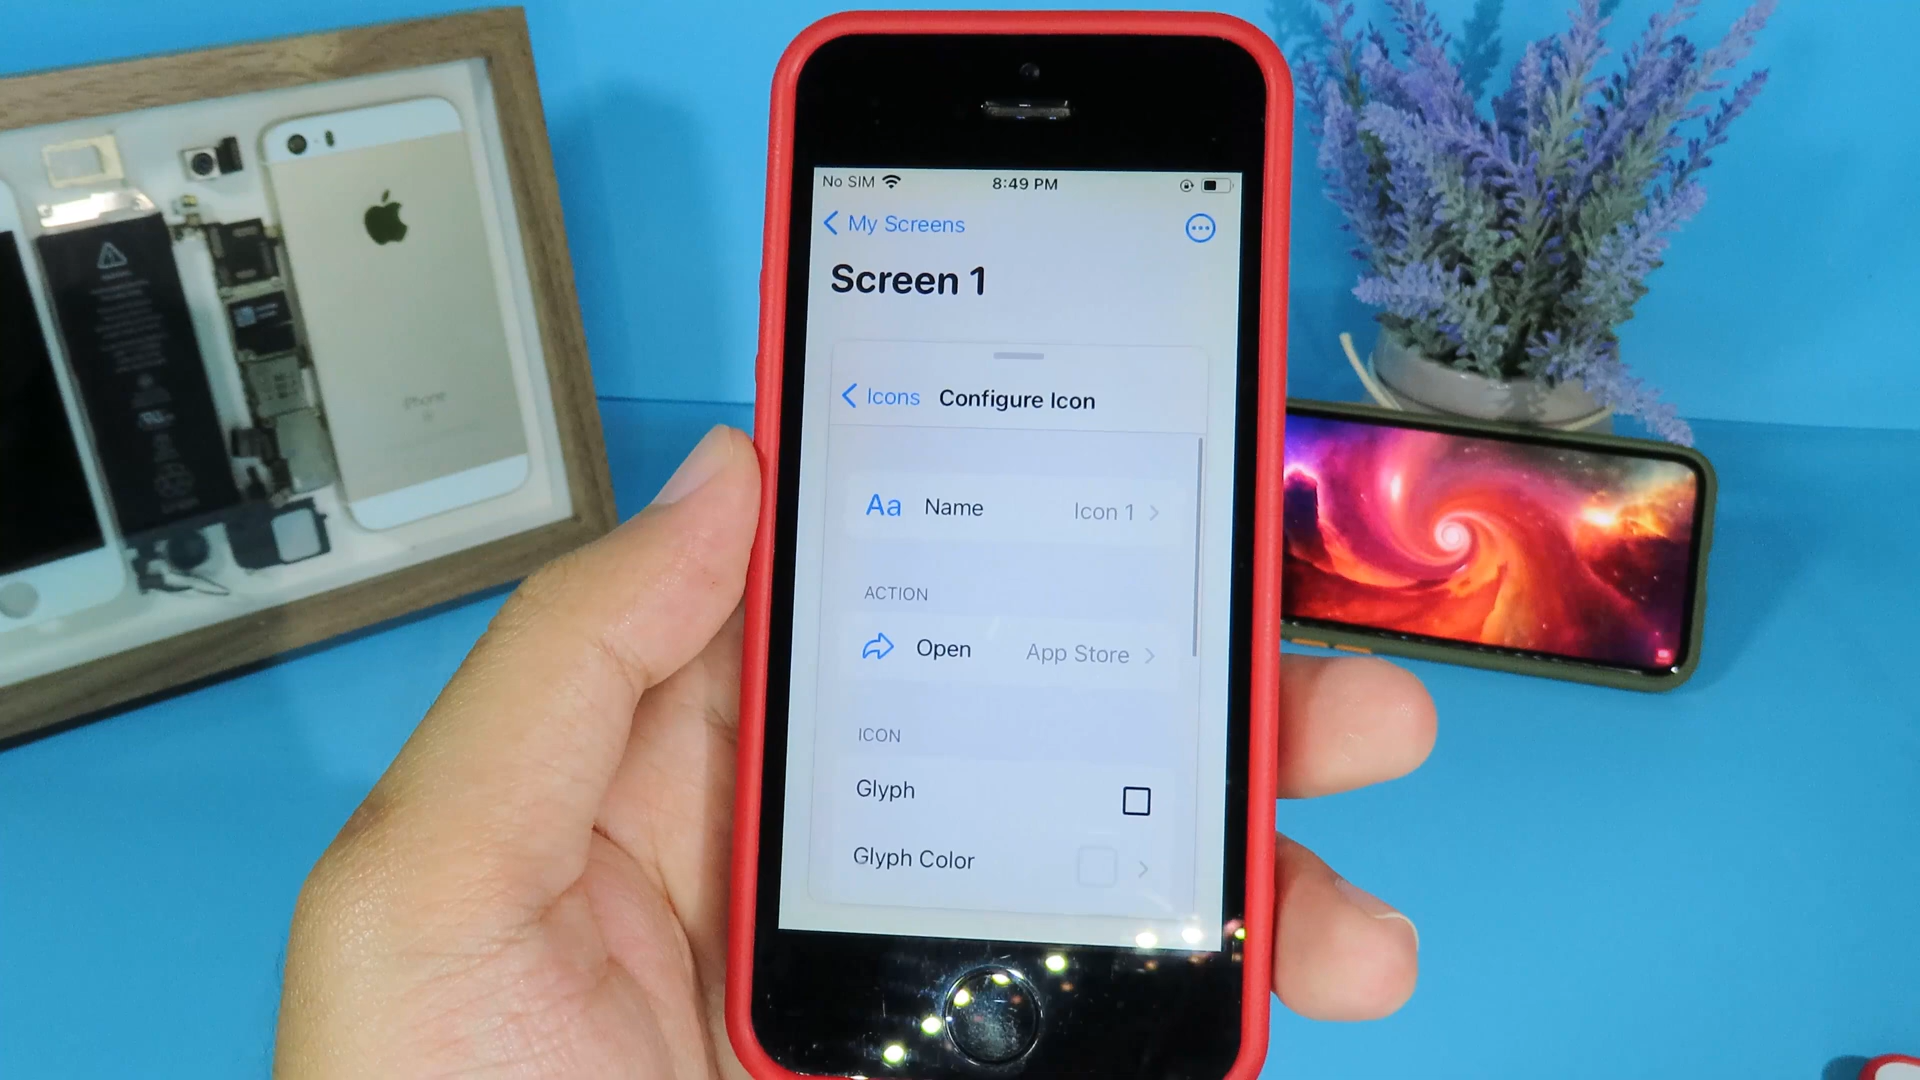 No SIM 8:49 PM
My Screens
Screen 1
Icons Configure Icon
Aa Name Icon 1
ACTION
Open App Store
ICON
Glyph
Glyph Color
iPhone